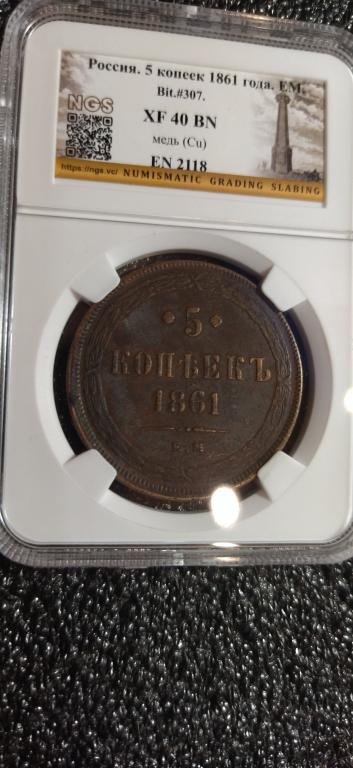 Россия. 5 копеек 1861 года. ЕМ.
Bit.#307.
NGS
XF 40 BN
медь (Cu)
EN 2118
https://ngs.vc/ NUMISMATIC GRADING SLABING
5
КОПѢЕКЪ
1861
Е.М.